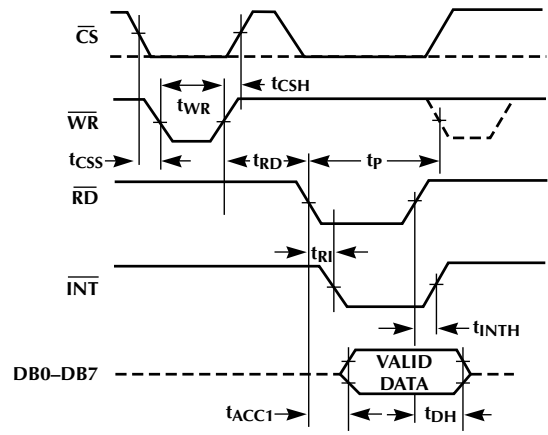 CS
tWR
tCSH
WR
tCSS
tRD
tP
RD
tRI
INT
tINTH
DB0–DB7
VALID
DATA
tACC1
tDH